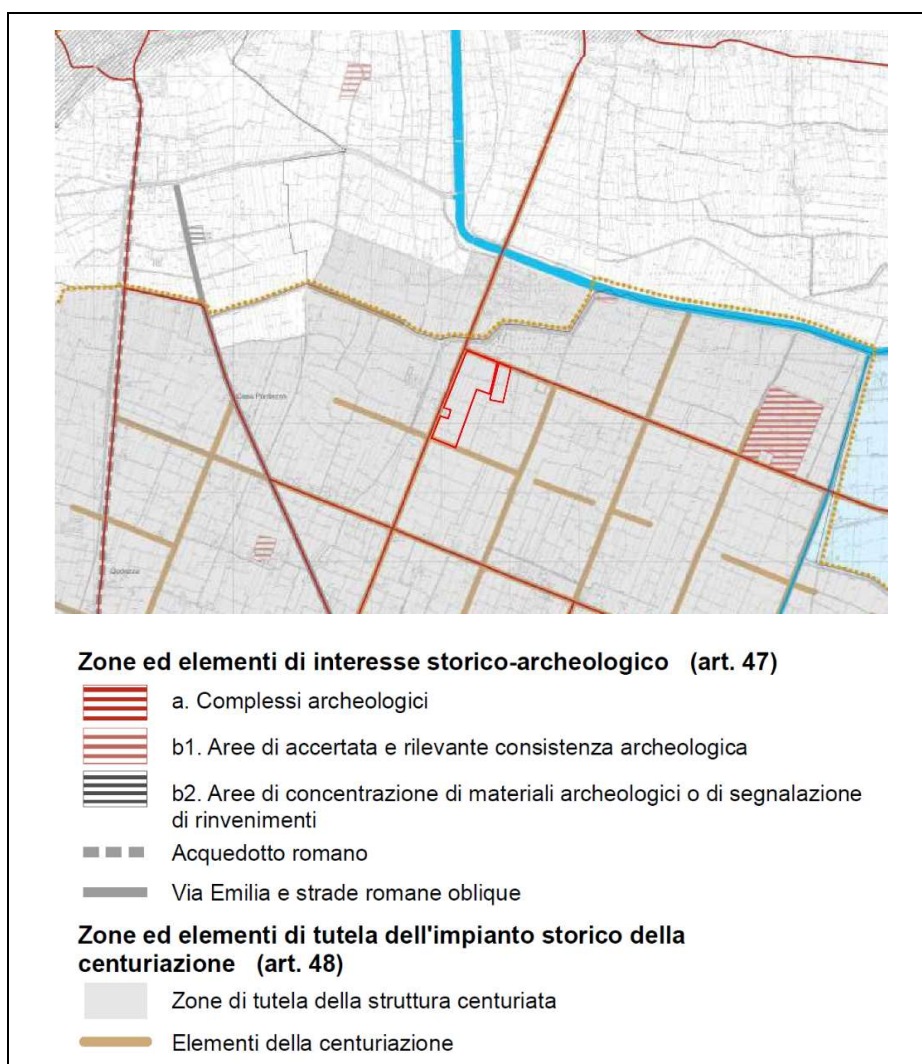 Casa Pantezza
Quderzo
Zone ed elementi di interesse storico-archeologico (art. 47)
a. Complessi archeologici
b1. Aree di accertata e rilevante consistenza archeologica
b2. Aree di concentrazione di materiali archeologici o di segnalazione
di rinvenimenti
Acquedotto romano
Via Emilia e strade romane oblique
Zone ed elementi di tutela dell'impianto storico della
centuriazione (art. 48)
Zone di tutela della struttura centuriata
Elementi della centuriazione